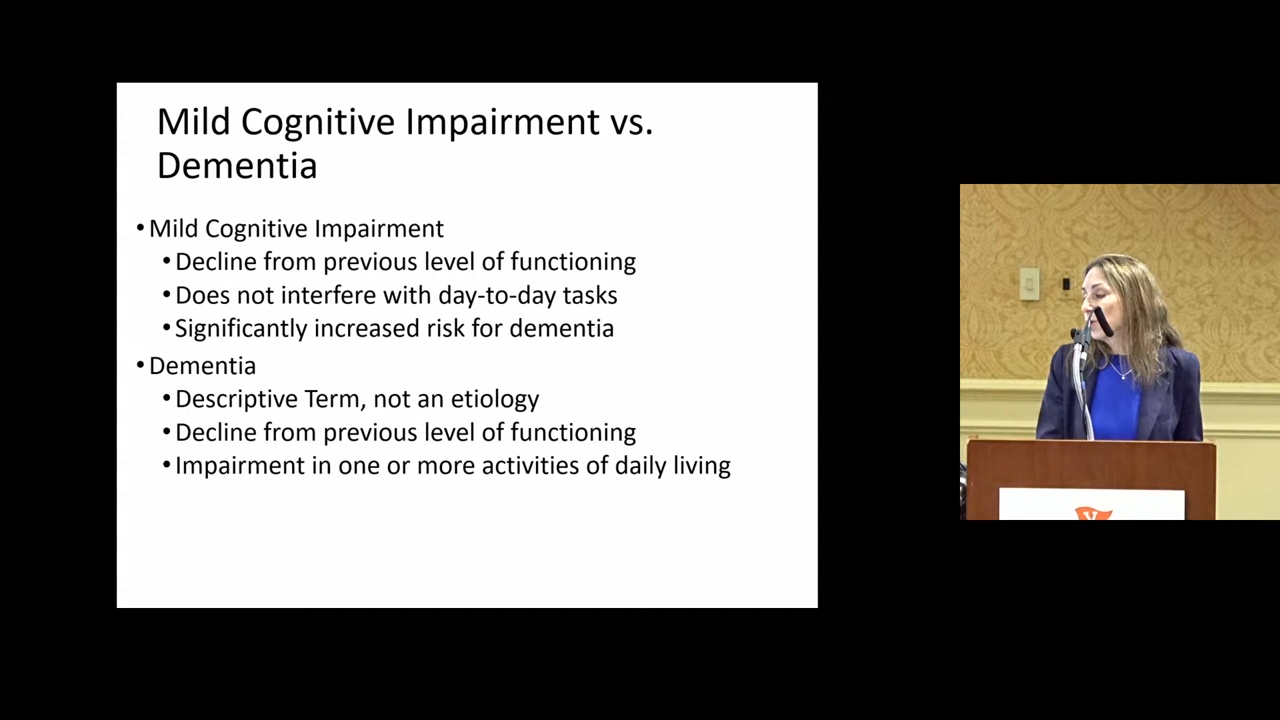 Mild Cognitive Impairment vs.
Dementia
•Mild Cognitive Impairment
•Decline from previous level of functioning
•Does not interfere with day-to-day tasks
•Significantly increased risk for dementia
•Dementia
•Descriptive Term, not an etiology
•Decline from previous level of functioning
•Impairment in one or more activities of daily living